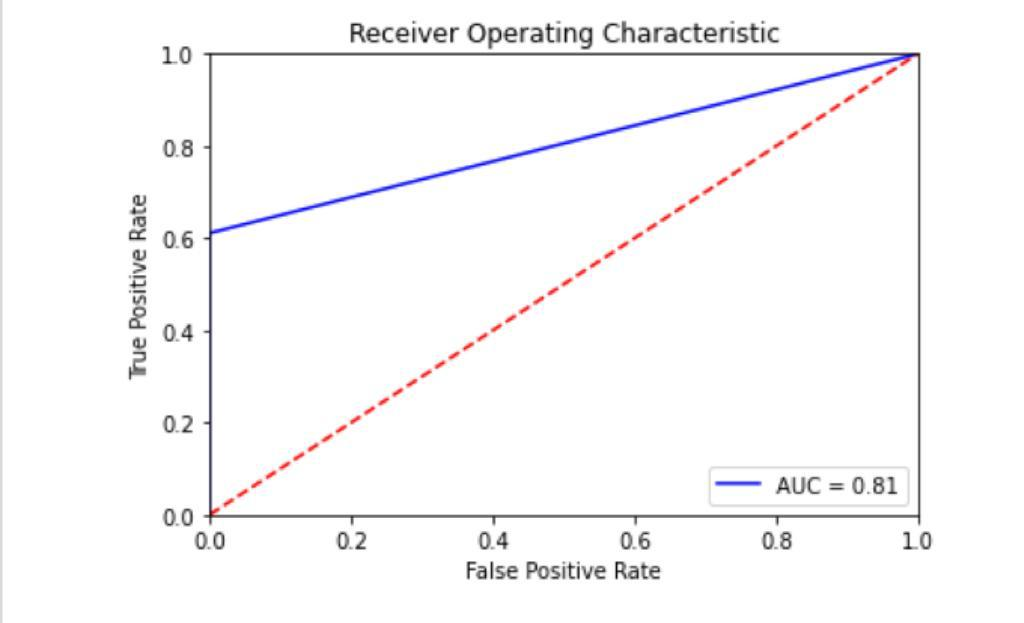 Receiver Operating Characteristic
1.0
0.8
0.6
0.4
0.2
0.0
True Positive Rate
0.0 0.2 0.4 0.6 0.8 1.0
False Positive Rate
AUC = 0.81